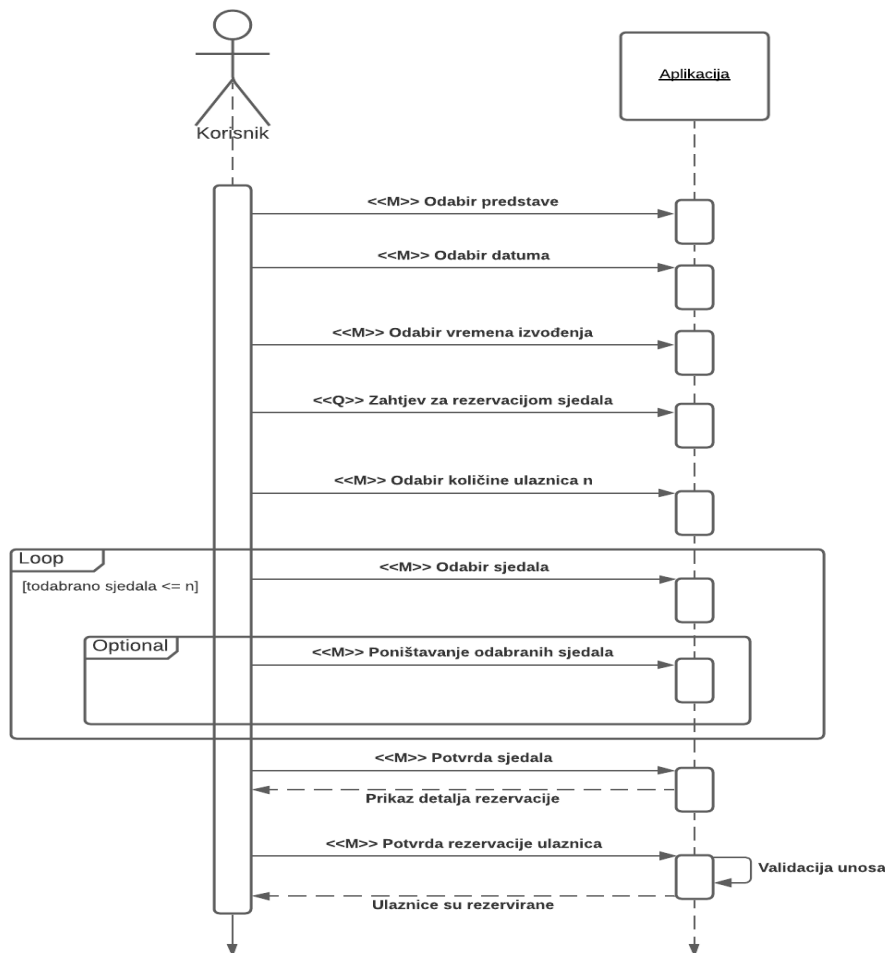 Aplikacija
Korisnik
<<M>> Odabir predstave
<<M>> Odabir datuma
<<M>> Odabir vremena izvođenja
<<Q>> Zahtjev za rezervacijom sjedala
<<M>> Odabir količine ulaznica n
Loop
[todabrano sjedala <= n]
<<M>> Odabir sjedala
Optional
<<M>> Poništavanje odabranih sjedala
<<M>> Potvrda sjedala
Prikaz detalja rezervacije
<<M>> Potvrda rezervacije ulaznica
Validacija unosa
Ulaznice su rezervirane